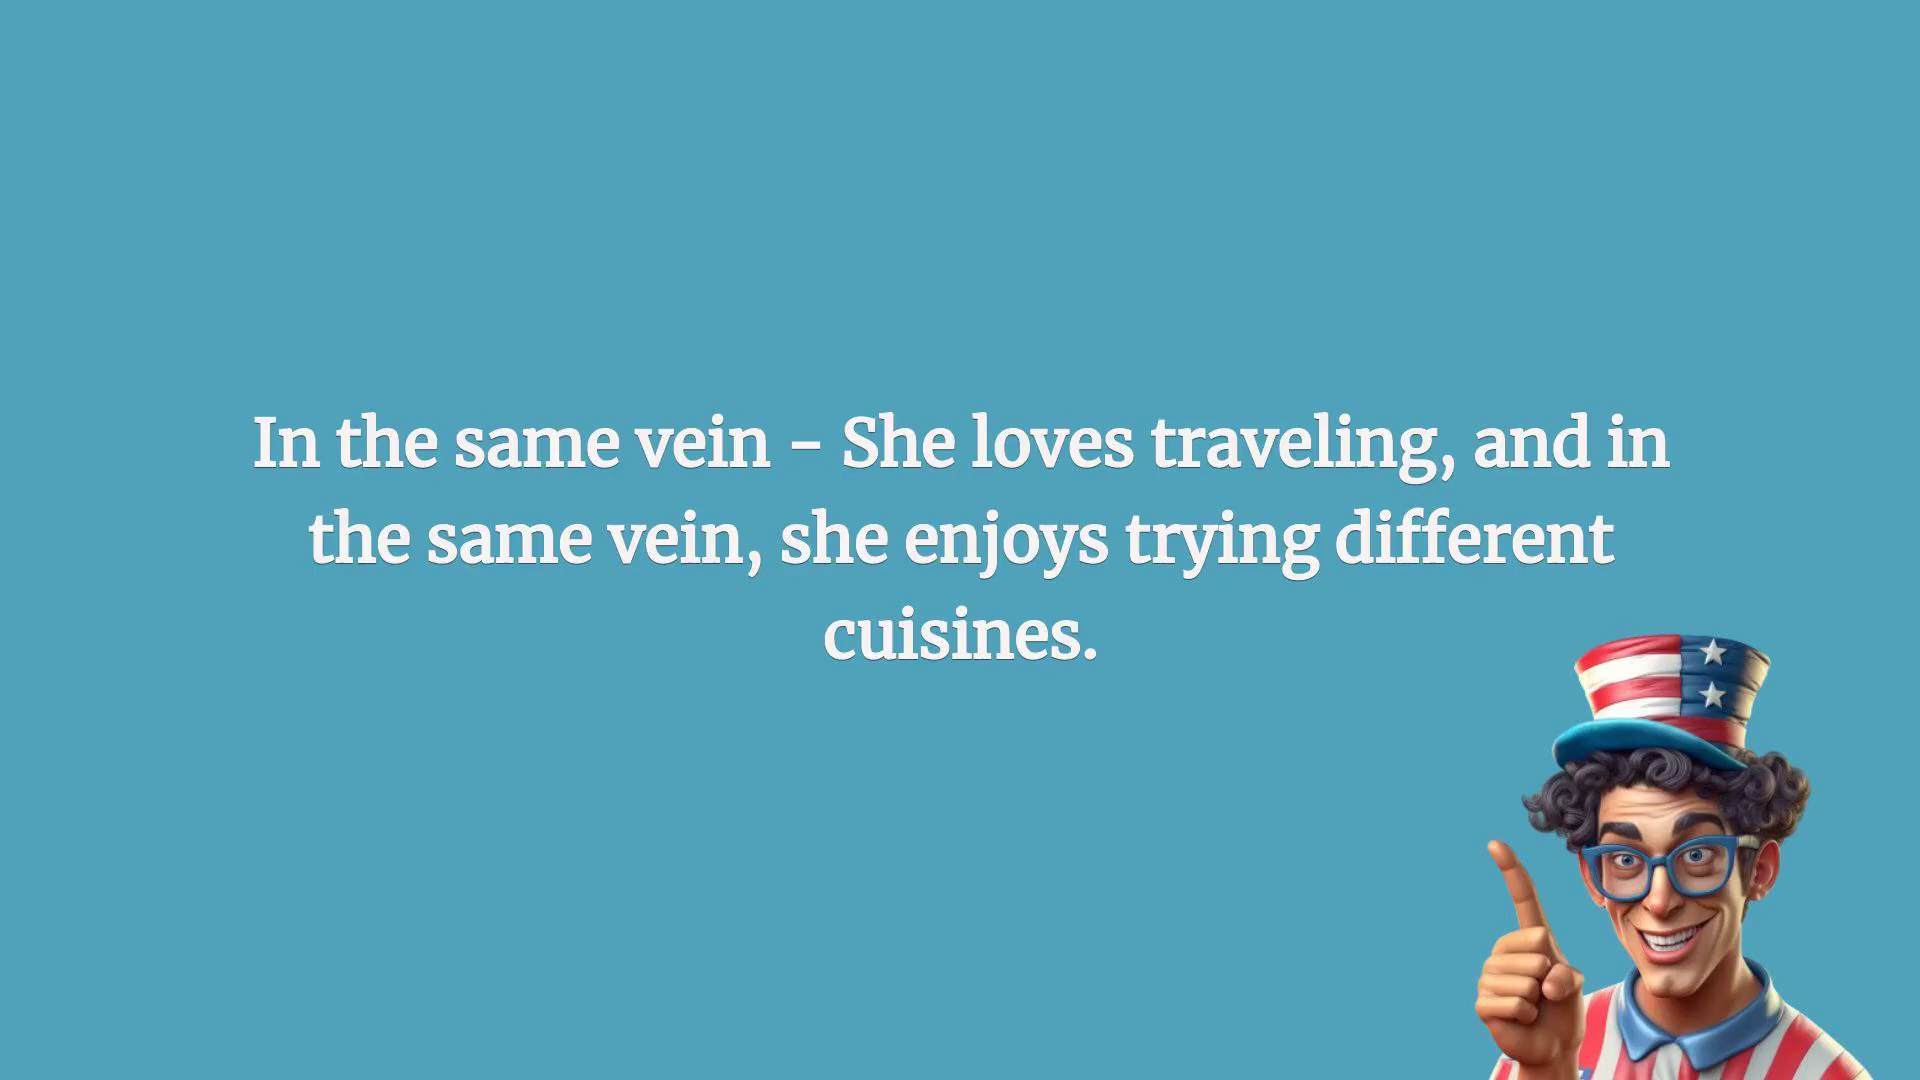 In the same vein - She loves traveling, and in
the same vein, she enjoys trying different
cuisines.